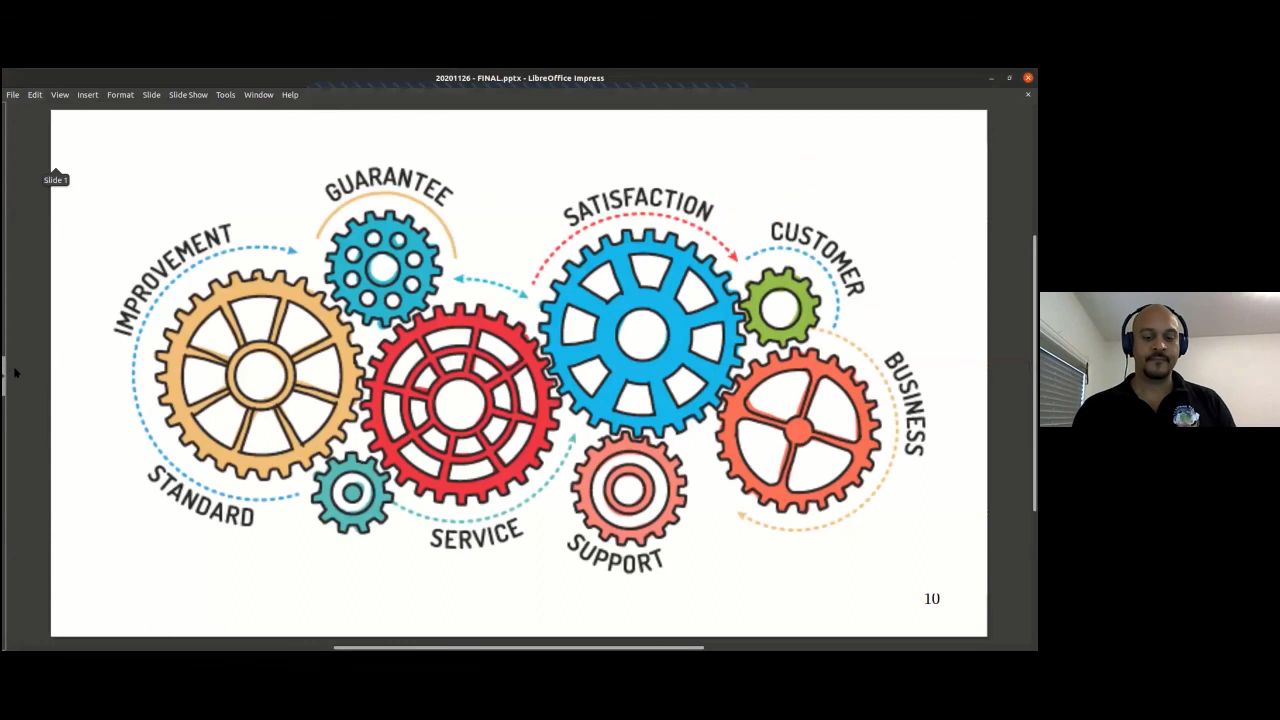 20201126 - FINAL.pptx - LibreOffice Impress
File Edit View Insert Format Slide Slide Show Tools Window Help
Slide 1
GUARANTEE
SATISFACTION
CUSTOMER
IMPROVEMENT
BUSINESS
STANDARD
SERVICE
SUPPORT
10